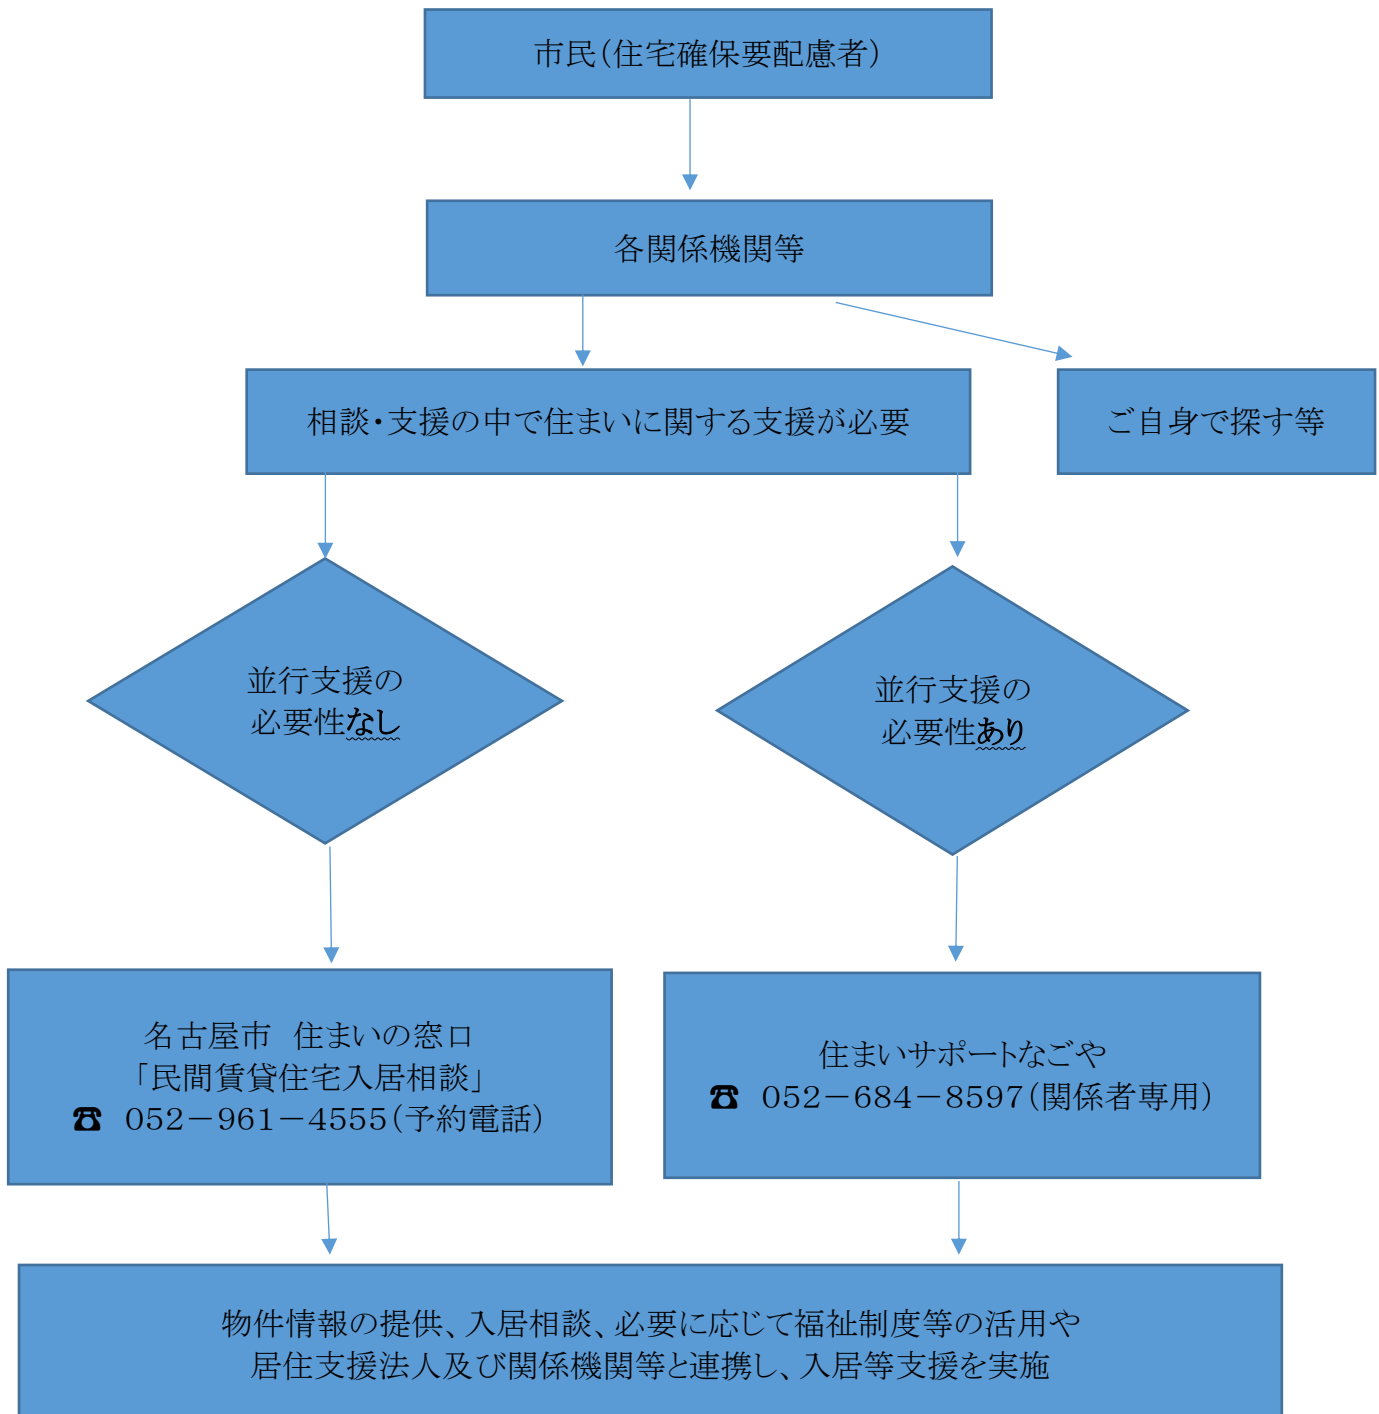 市民（住宅確保要配慮者）
各関係機関等
相談・支援の中で住まいに関する支援が必要
ご自身で探す等
並行支援の
必要性なし
並行支援の
必要性あり
名古屋市　住まいの窓口
「民間賃貸住宅入居相談」
☎　052－961－4555（予約電話）
住まいサポートなごや
☎　052－684－8597（関係者専用）
物件情報の提供、入居相談、必要に応じて福祉制度等の活用や
居住支援法人及び関係機関等と連携し、入居等支援を実施